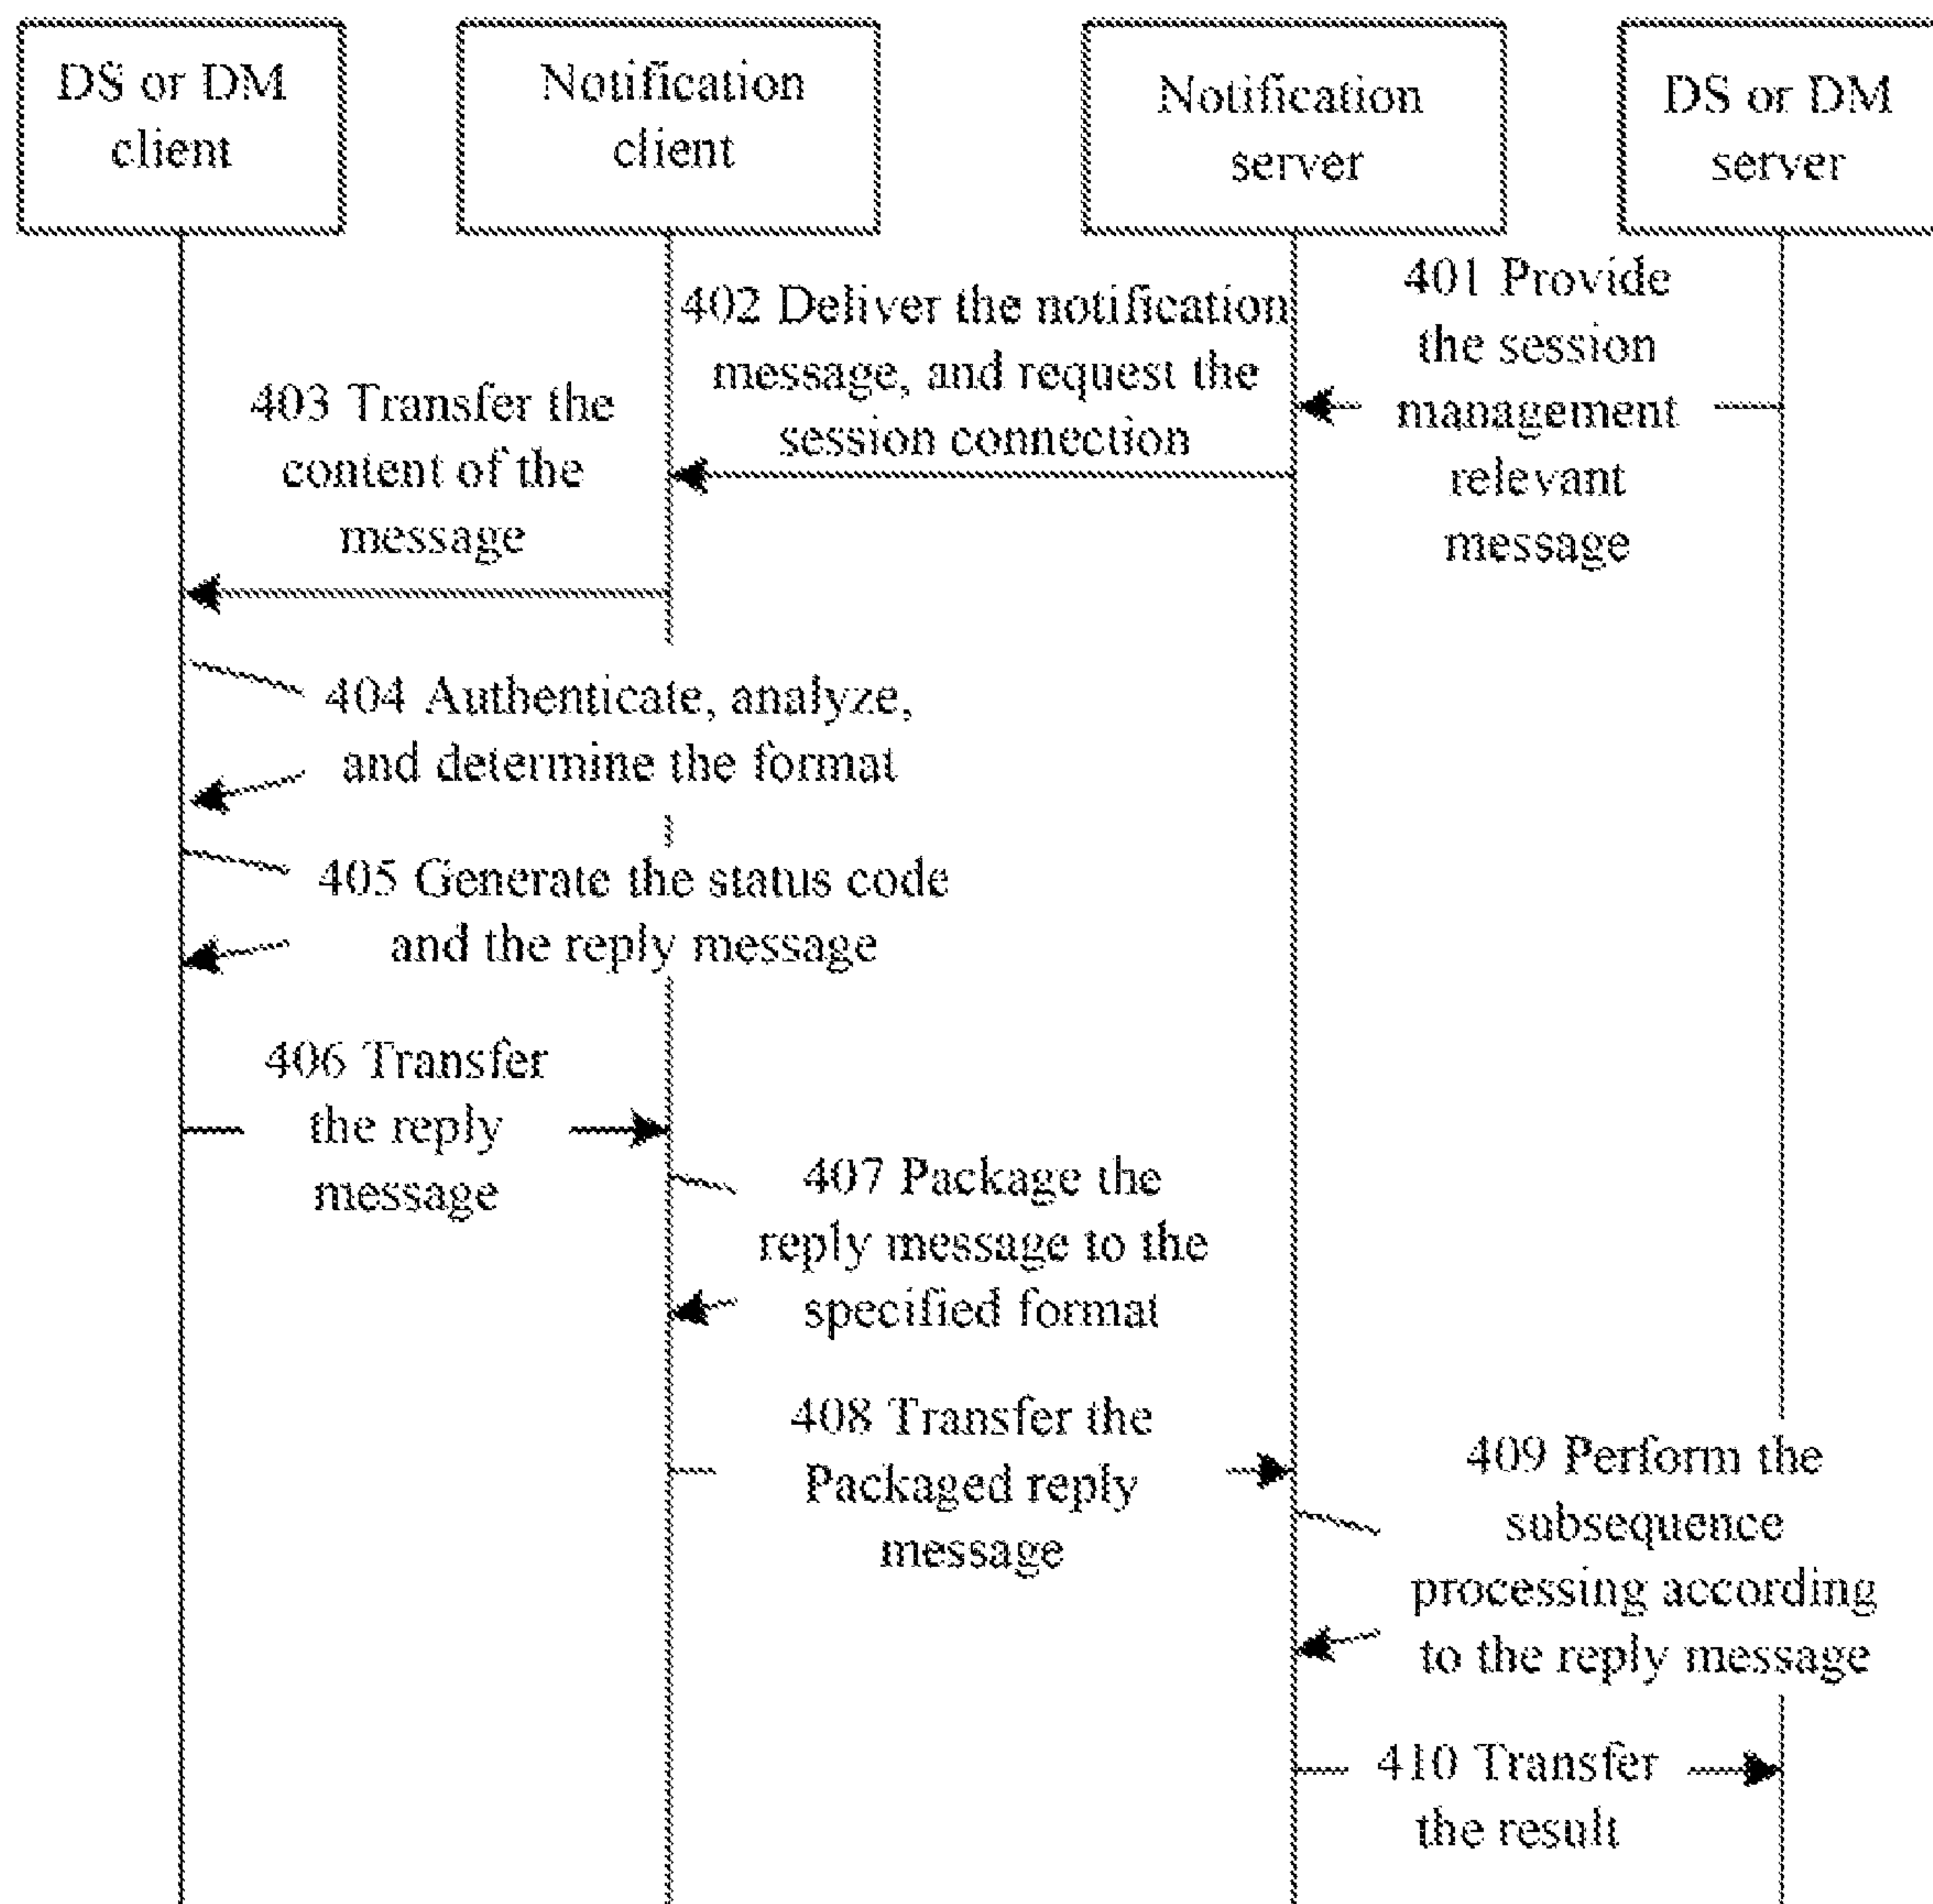 DS or DM
client
Notification
client
Notification
server
DS or DM
server
401 Provide
the session
management
relevant
message
402 Deliver the notification
message, and request the
session connection
403 Transfer the
content of the
message
404 Authenticate, analyze,
and determine the format
405 Generate the status code
and the reply message
406 Transfer
the reply
message
407 Package the
reply message to the
specified format
408 Transfer the
Packaged reply
message
409 Perform the
subsequence
processing according
to the reply message
410 Transfer
the result